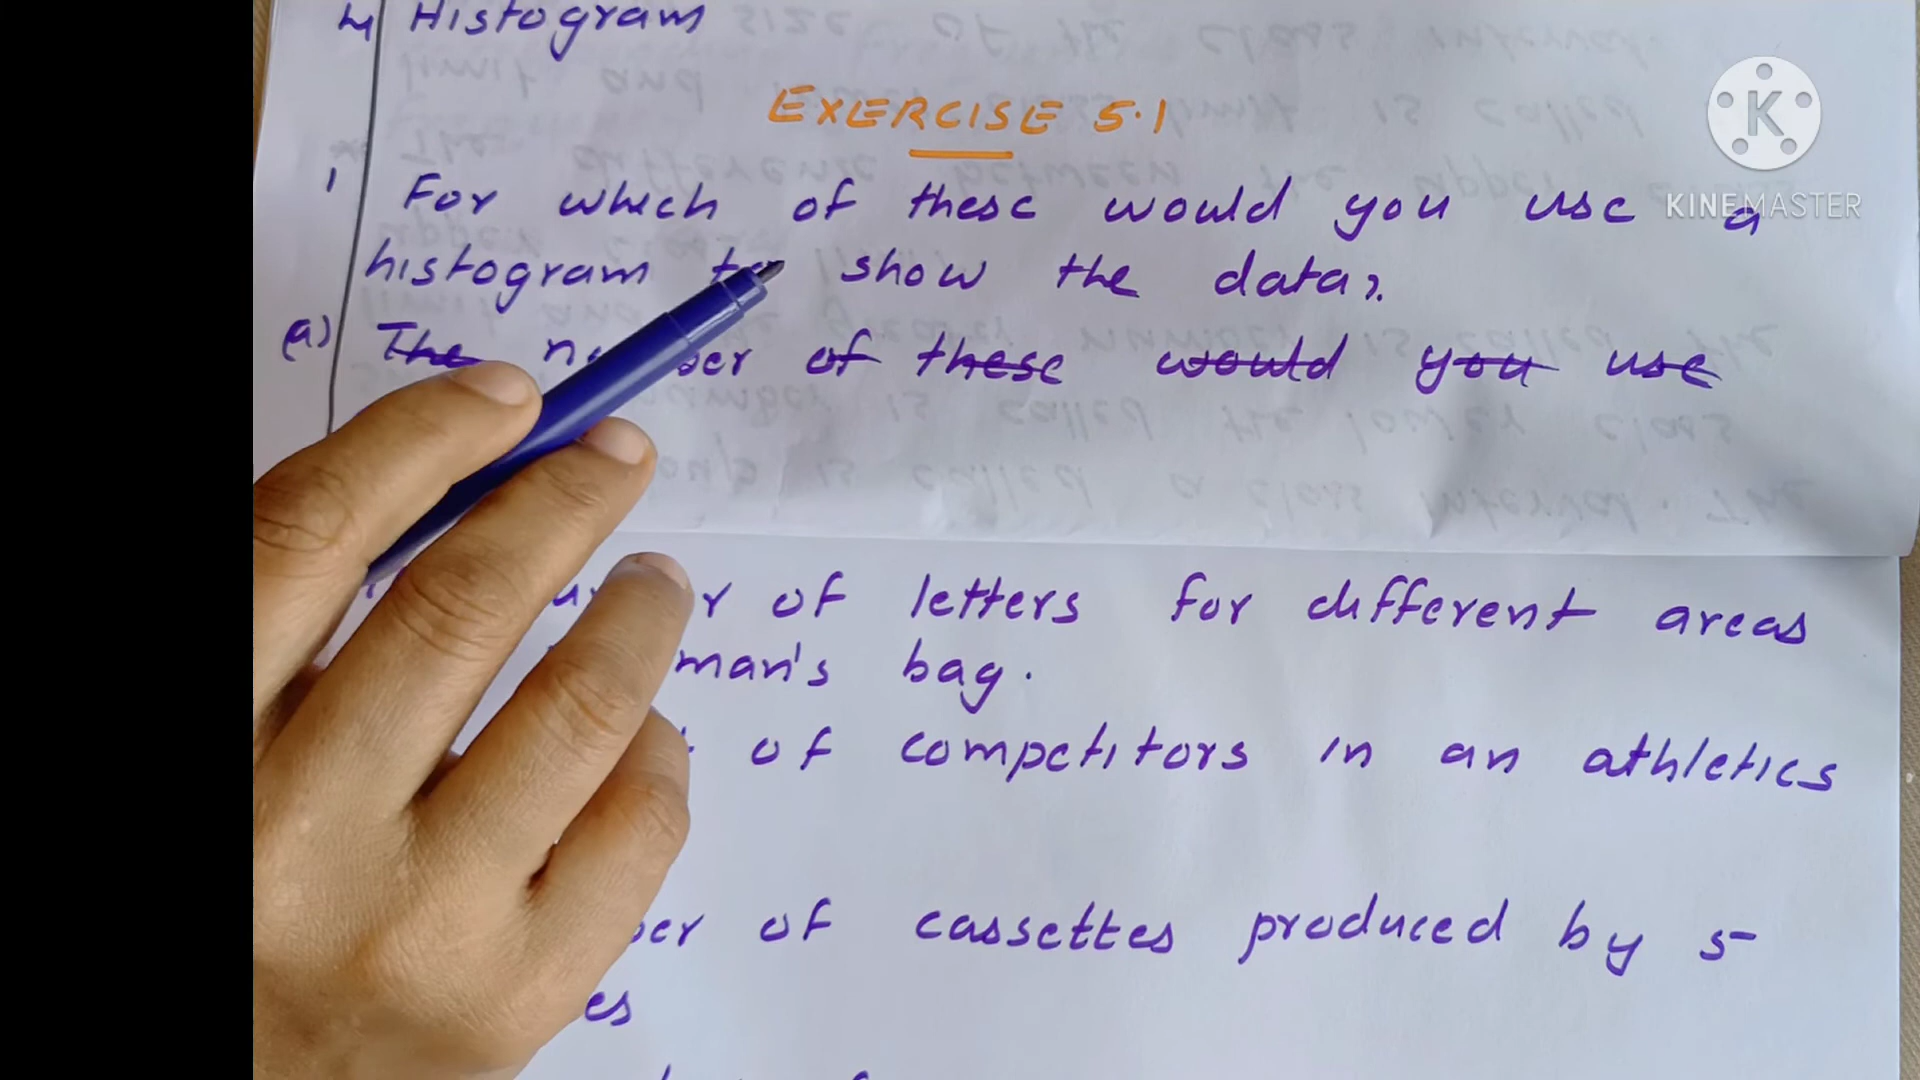 4 Histogram
EXERCISE 5.1
1 For which of these would you use a
histogram to show the data?
(a) The number of these would you use
of letters for different areas
man's bag.
of competitors in an athletics
of cassettes produced by 5
K
KINEMASTER